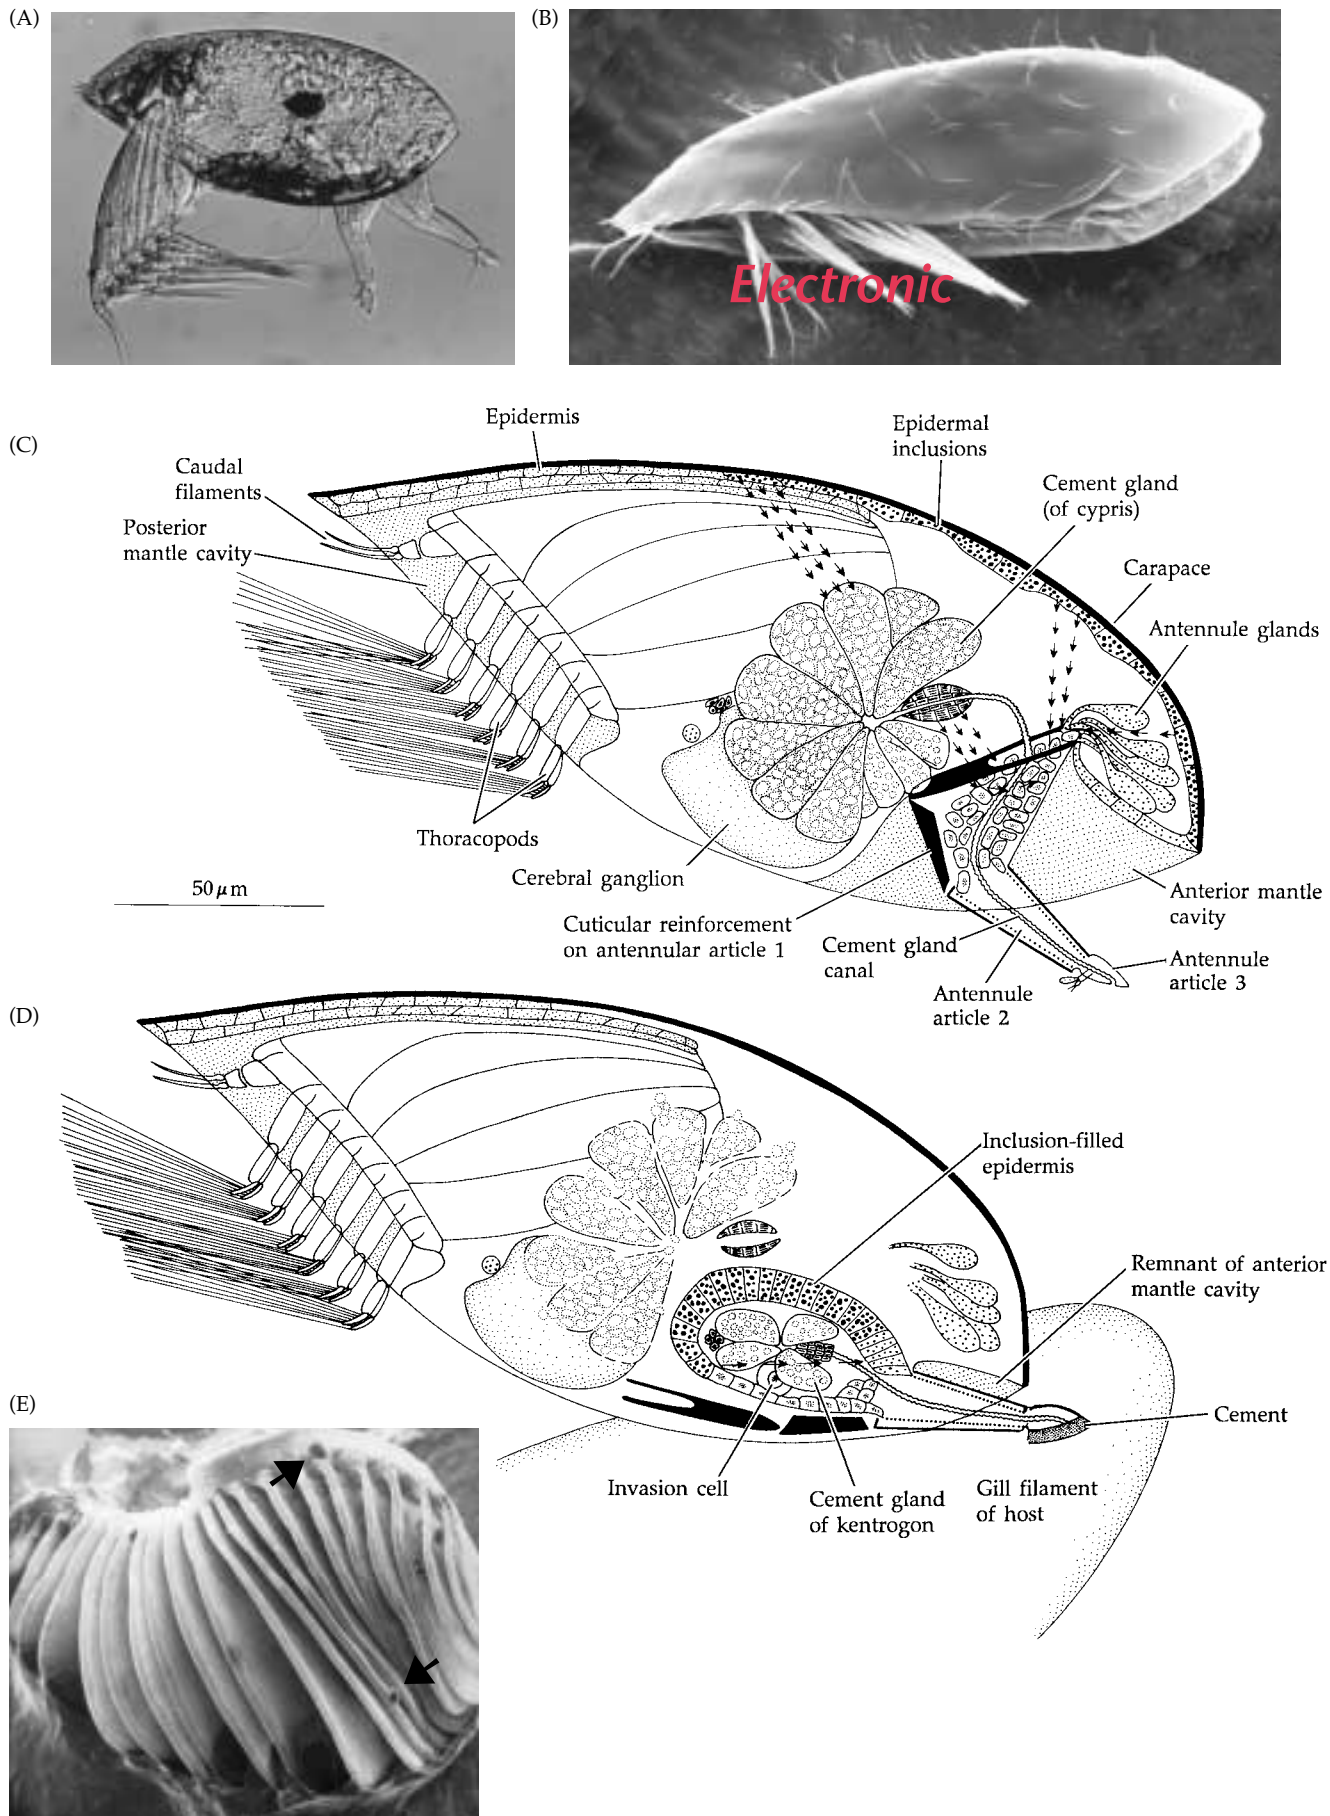 (A)
(B)
Electronic
(C)
Epidermis
Epidermal
inclusions
Caudal
filaments
Cement gland
(of cypris)
Posterior
mantle cavity
Carapace
Antennule glands
Thoracopods
Cerebral ganglion
50 μm
Cuticular reinforcement
on antennular article 1
Cement gland
canal
Antennule
article 2
Anterior mantle
cavity
Antennule
article 3
(D)
Inclusion-filled
epidermis
Remnant of anterior
mantle cavity
Cement
Invasion cell
Cement gland
of kentrogon
Gill filament
of host
(E)